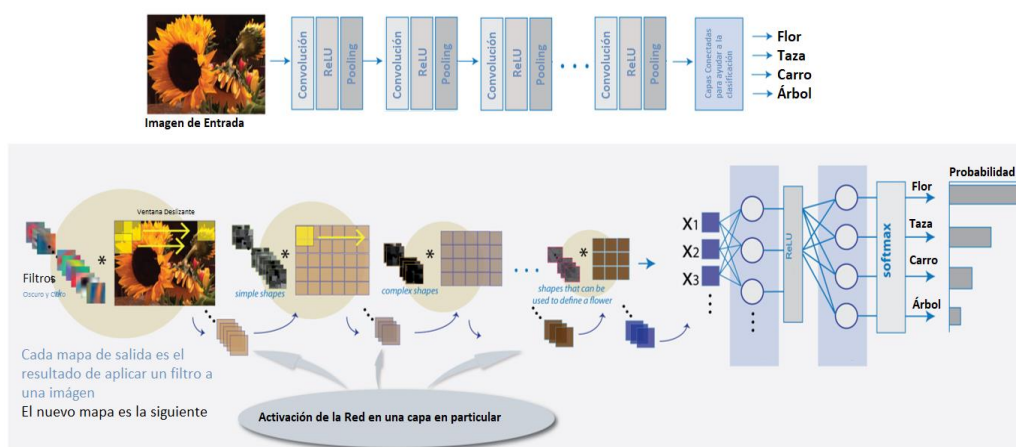 Imagen de Entrada
Convolución
ReLU
Pooling
Convolución
ReLU
Pooling
Convolución
ReLU
Pooling
Convolución
ReLU
Pooling
Capas Conectadas
para ayudar a la
clasificación
Flor
Taza
Carro
Árbol
Ventana Deslizante
Filtros
Oscuro y Claro
*
simple shapes
*
complex shapes
*
shapes that can be
used to define a flower
*
X1
X2
X3
ReLU
softmax
Probabilidad
Flor
Taza
Carro
Árbol
Cada mapa de salida es el
resultado de aplicar un filtro a
una imágen
El nuevo mapa es la siguiente
Activación de la Red en una capa en particular